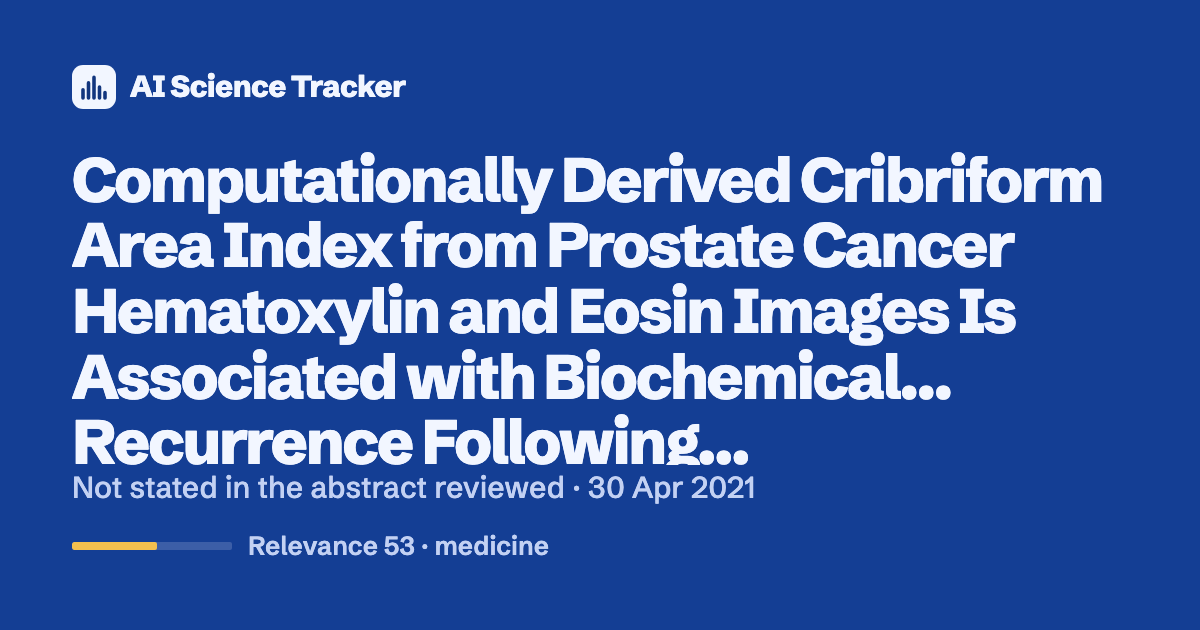 AI Science Tracker
Computationally Derived Cribriform
Area Index from Prostate Cancer
Hematoxylin and Eosin Images Is
Associated with Biochemical...
Recurrence Following...
Not stated in the abstract reviewed · 30 Apr 2021
Relevance 53 · medicine